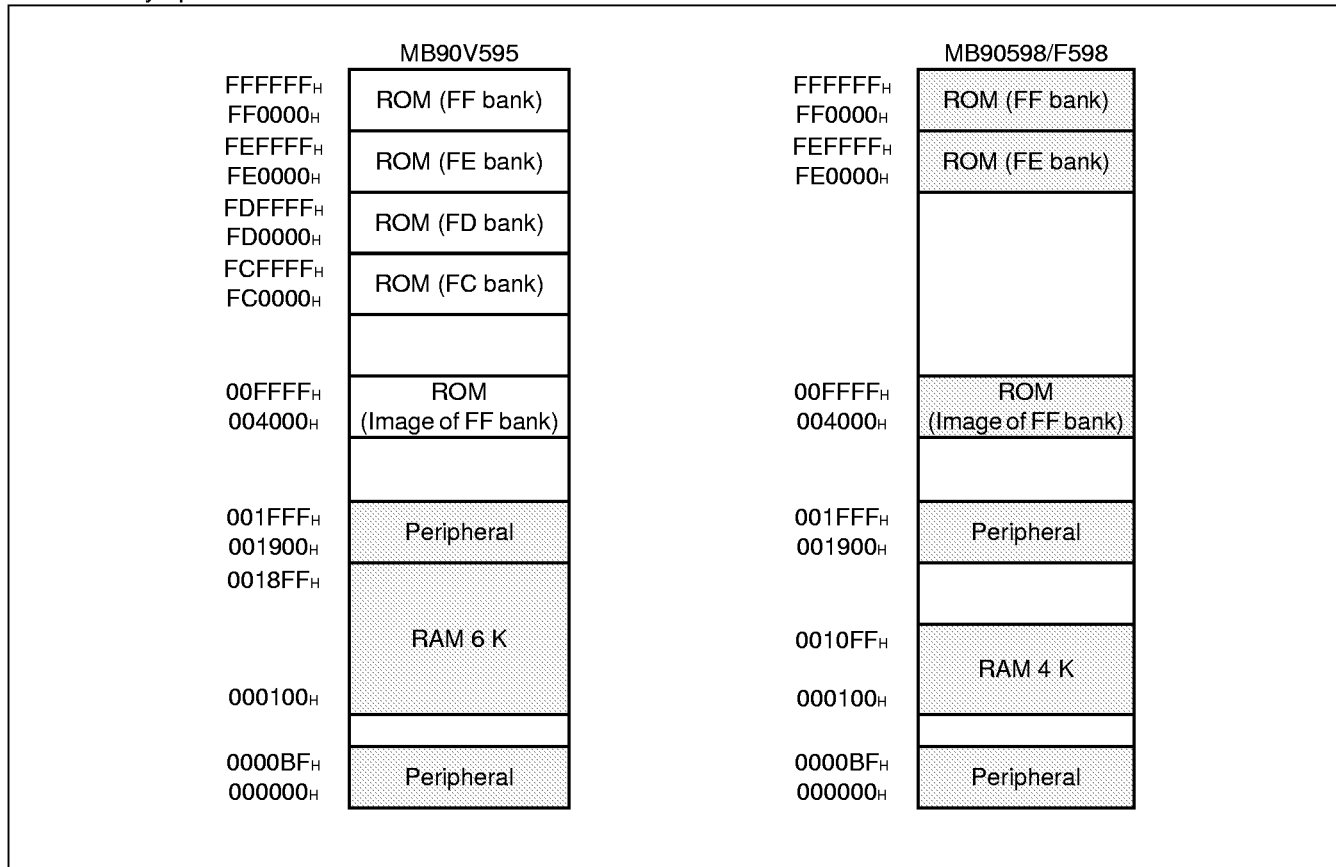 MB90V595
FFFFFFH
FF0000H
ROM (FF bank)
FEFFFFH
FE0000H
ROM (FE bank)
FDFFFFH
FD0000H
ROM (FD bank)
FCFFFFH
FC0000H
ROM (FC bank)
00FFFFH
004000H
ROM
(Image of FF bank)
001FFFH
001900H
Peripheral
0018FFH
RAM 6 K
000100H
0000BFH
000000H
Peripheral
MB90598/F598
FFFFFFH
FF0000H
ROM (FF bank)
FEFFFFH
FE0000H
ROM (FE bank)
00FFFFH
004000H
ROM
(Image of FF bank)
001FFFH
001900H
Peripheral
0010FFH
RAM 4 K
000100H
0000BFH
000000H
Peripheral